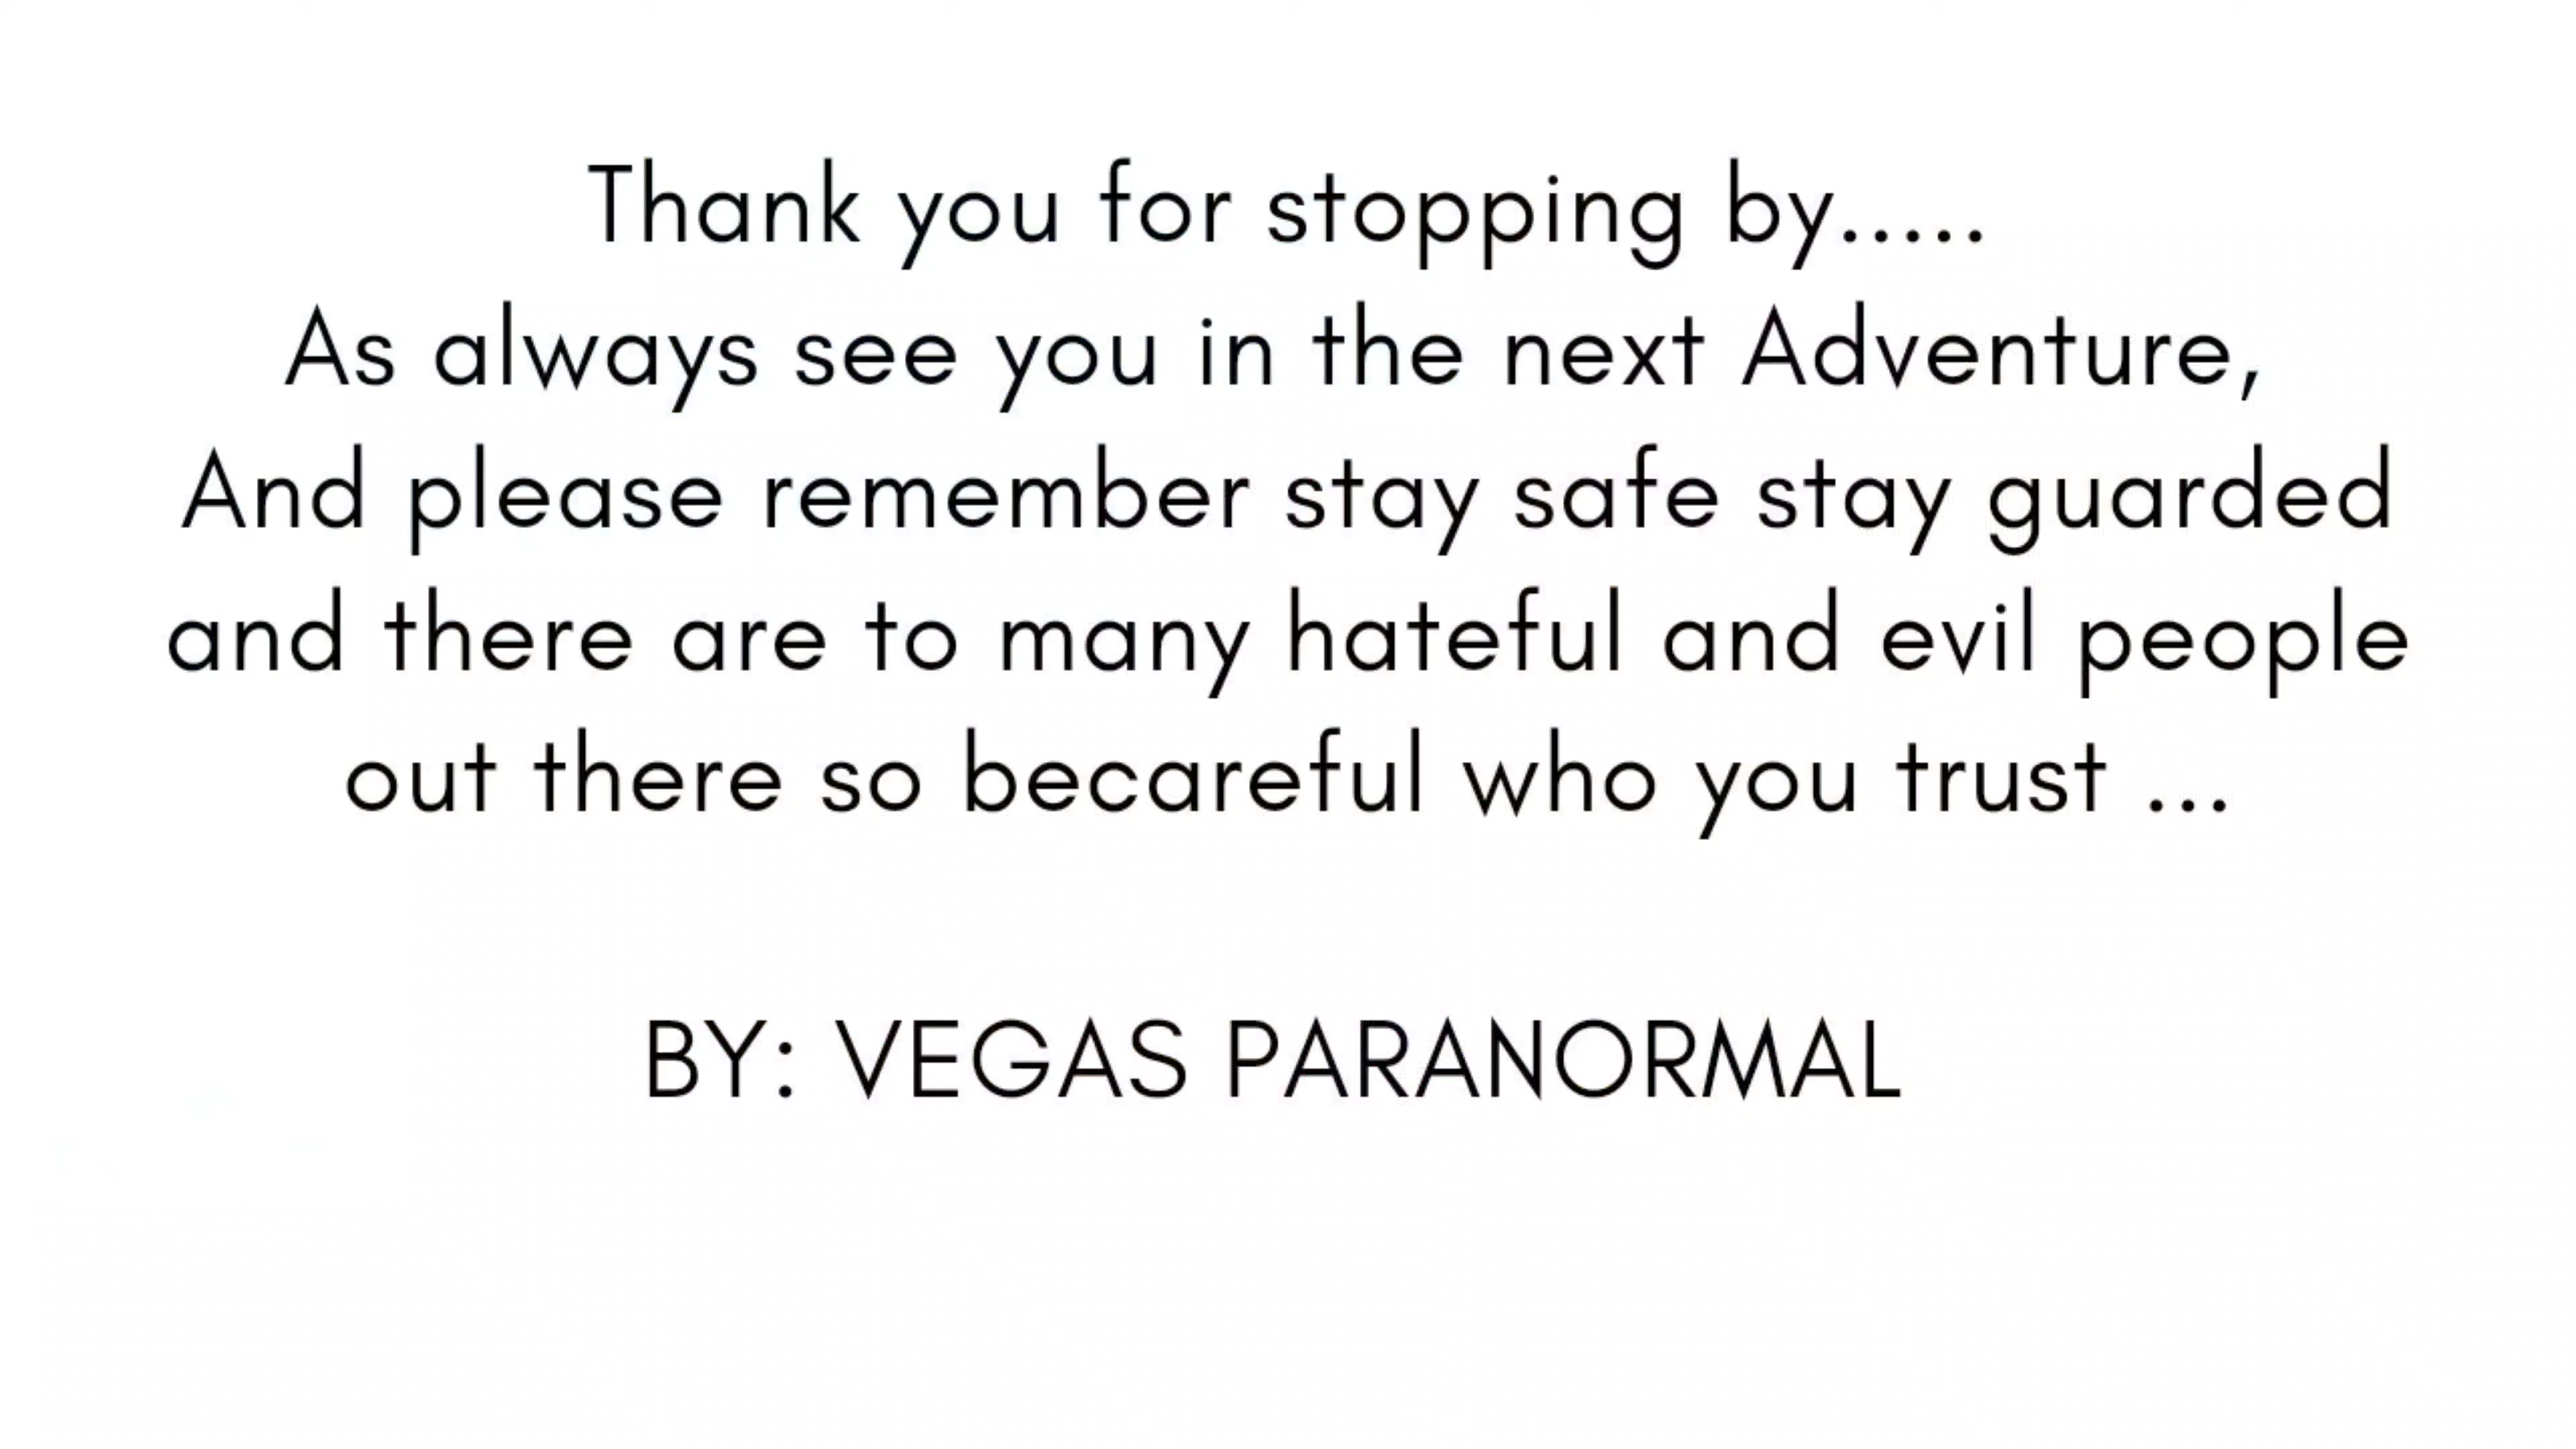 Thank you for stopping by.....
As always see you in the next Adventure,
And please remember stay safe stay guarded
and there are to many hateful and evil people
out there so becareful who you trust ...
BY: VEGAS PARANORMAL